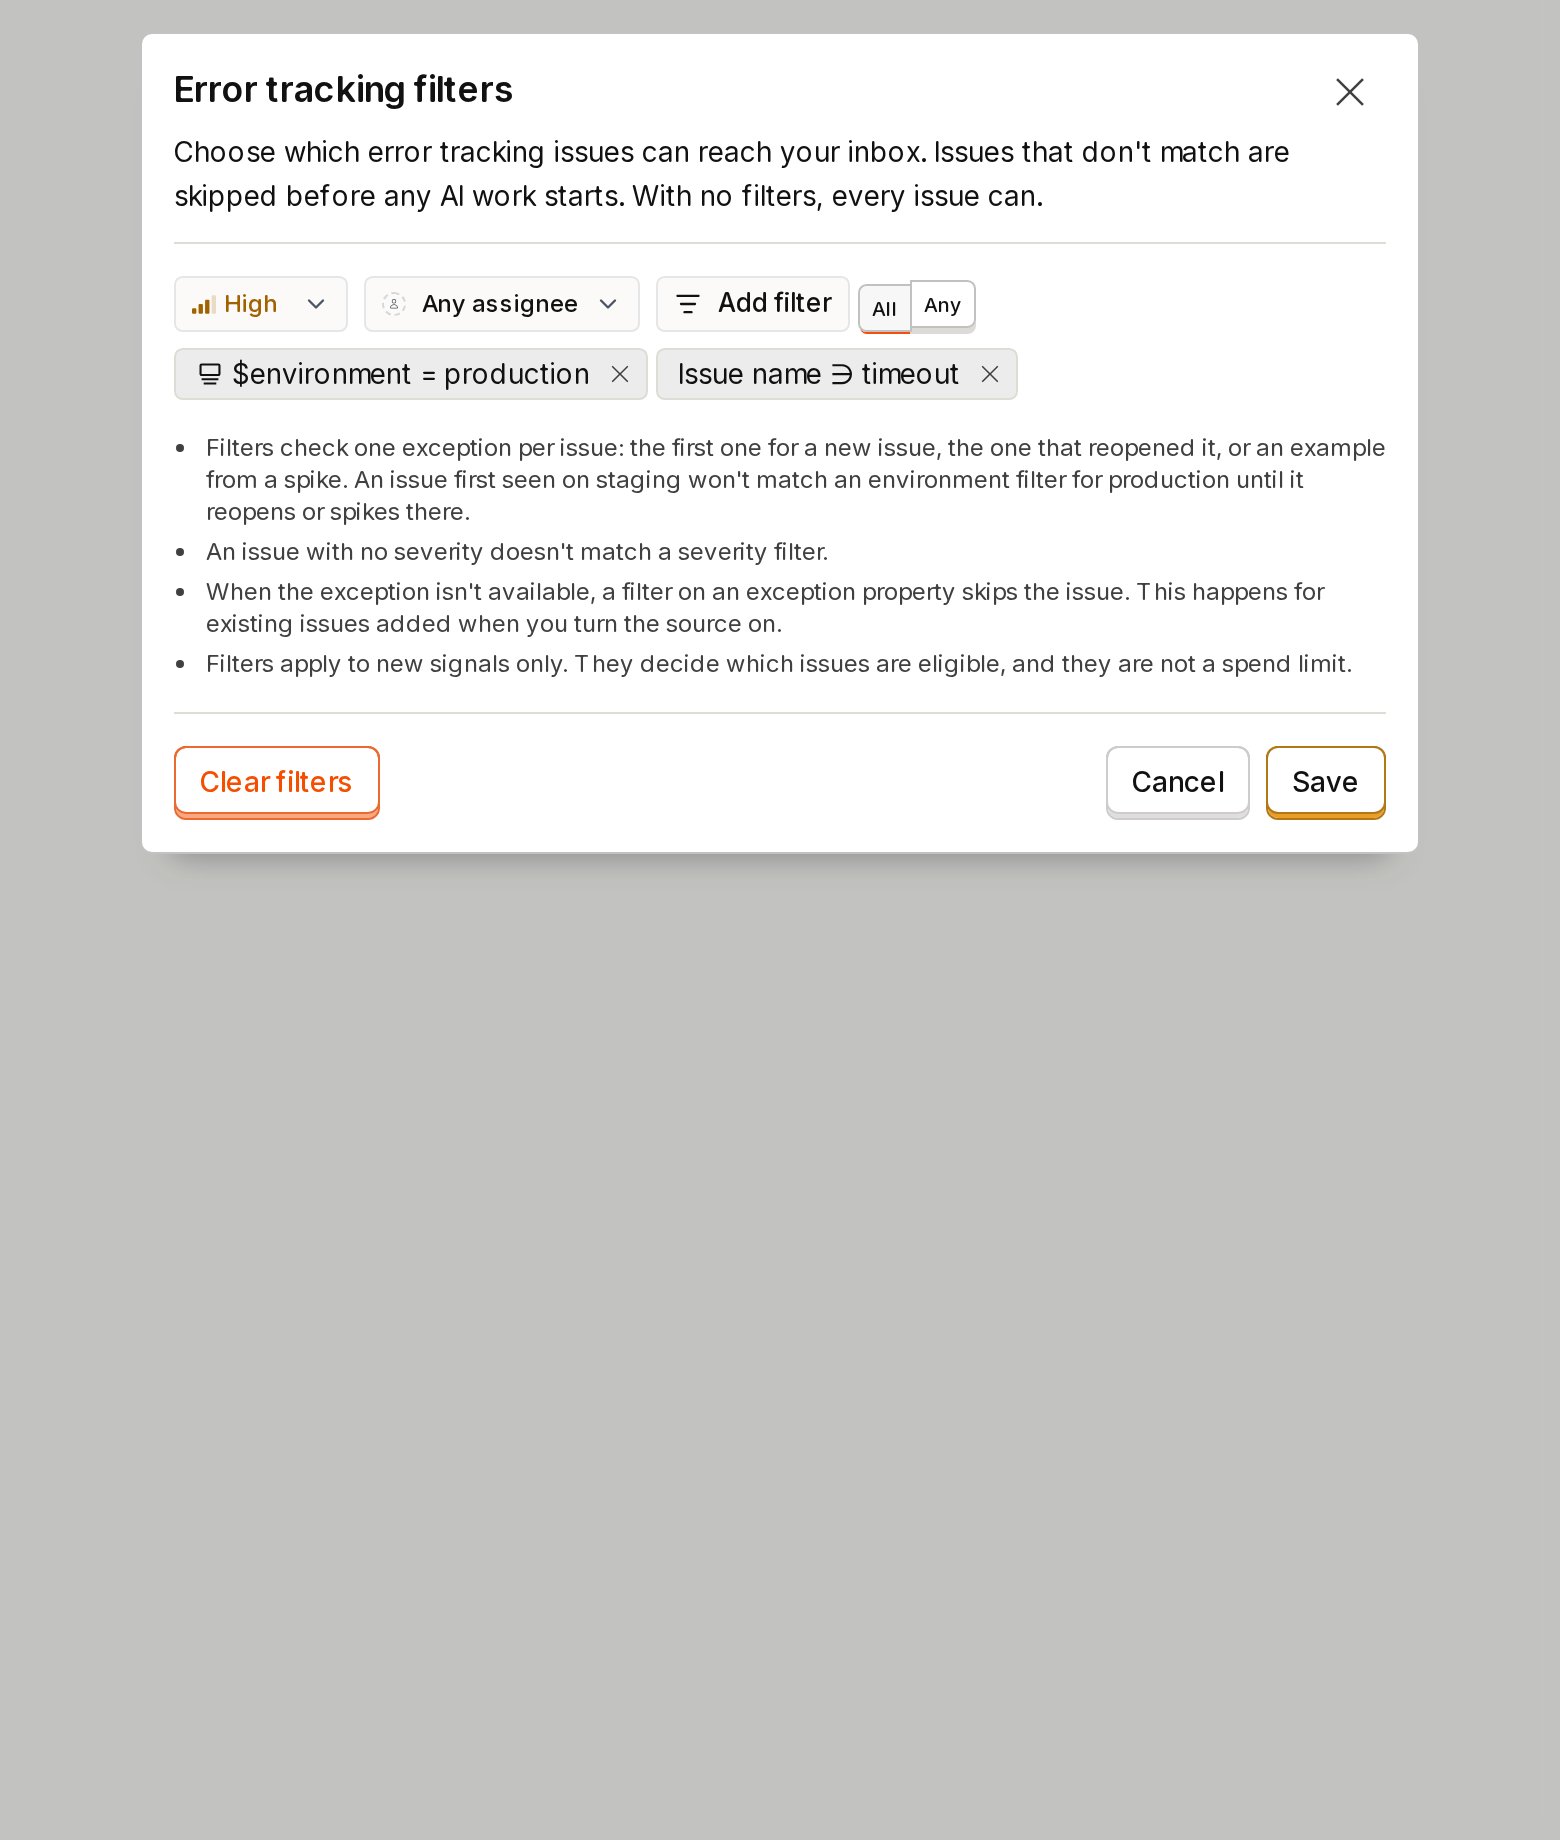 Error tracking filters
Choose which error tracking issues can reach your inbox. Issues that don't match are
skipped before any AI work starts. With no filters, every issue can.
High Any assignee Add filter All Any
$environment = production Issue name ∋ timeout
• Filters check one exception per issue: the first one for a new issue, the one that reopened it, or an example
from a spike. An issue first seen on staging won't match an environment filter for production until it
reopens or spikes there.
• An issue with no severity doesn't match a severity filter.
• When the exception isn't available, a filter on an exception property skips the issue. This happens for
existing issues added when you turn the source on.
• Filters apply to new signals only. They decide which issues are eligible, and they are not a spend limit.
Clear filters Cancel Save